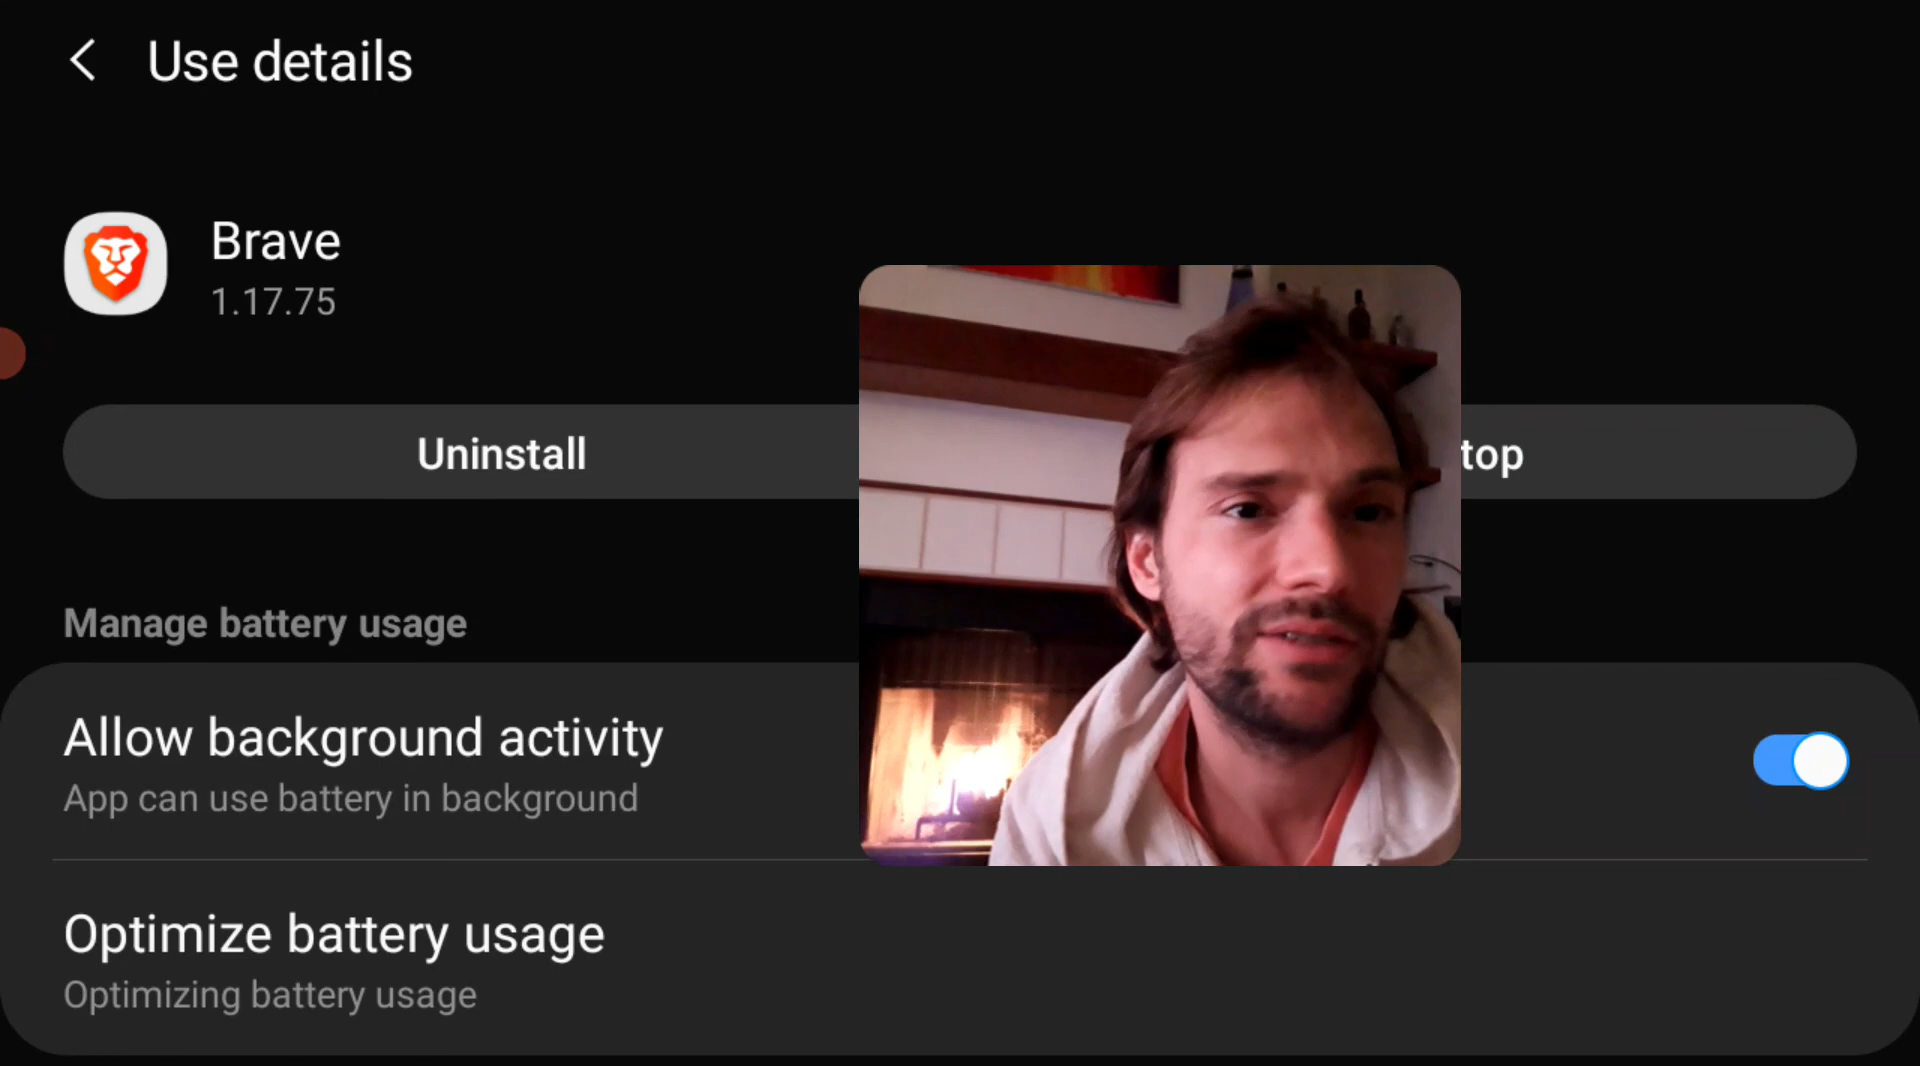 Use details
Brave
1.17.75
Uninstall
top
Manage battery usage
Allow background activity
App can use battery in background
Optimize battery usage
Optimizing battery usage